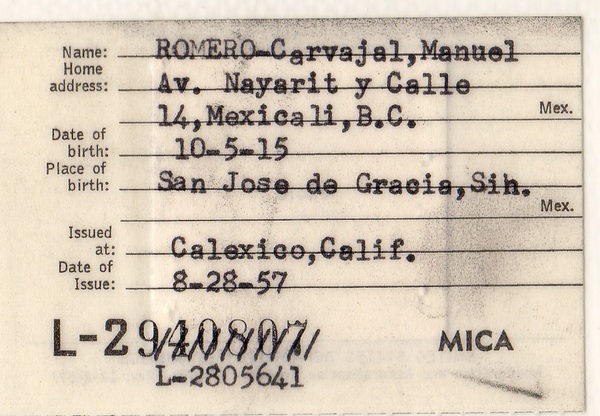 Name: ROMERO-Carvajal,Manuel
Home address: Av. Nayarit y Calle
14,Mexicali,B.C. Mex.
Date of birth: 10-5-15
Place of birth: San Jose de Gracia,Sih.
Mex.
Issued at: Calexico,Calif.
Date of Issue: 8-28-57
L-2940807 MICA
L-2805641